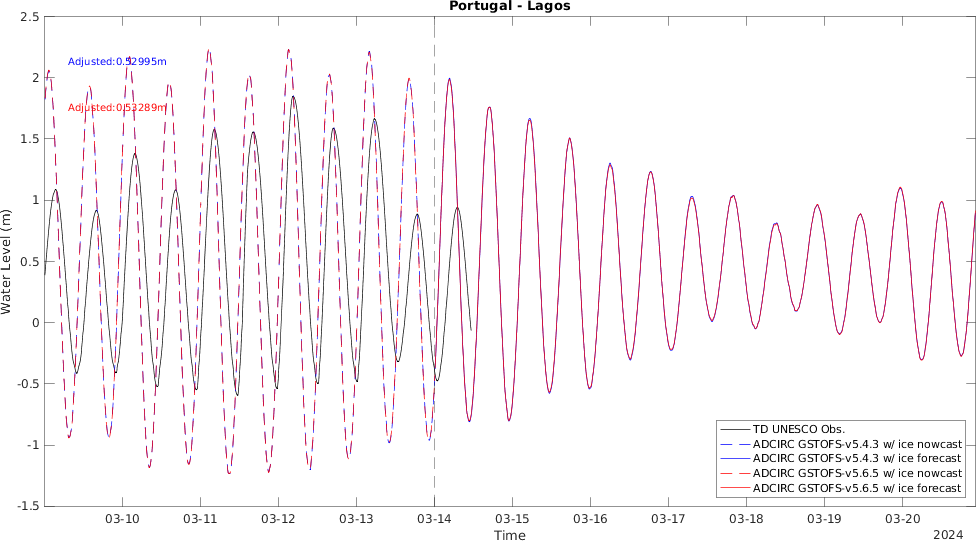 Portugal - Lagos
2.5
2
1.5
1
0.5
0
-0.5
-1
-1.5
Water Level (m)
Adjusted:0.52995m
Adjusted:0.53289m
TD UNESCO Obs.
ADCIRC GSTOFS-v5.4.3 w/ ice nowcast
ADCIRC GSTOFS-v5.4.3 w/ ice forecast
ADCIRC GSTOFS-v5.6.5 w/ ice nowcast
ADCIRC GSTOFS-v5.6.5 w/ ice forecast
03-10 03-11 03-12 03-13 03-14 03-15 03-16 03-17 03-18 03-19 03-20
Time
2024